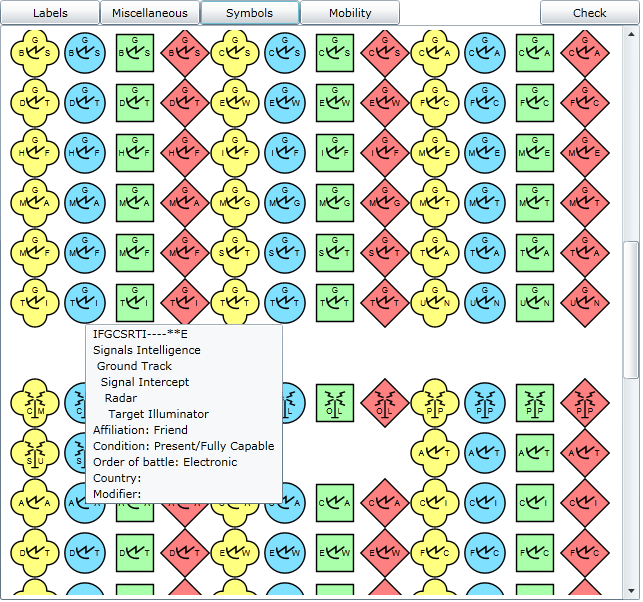 Labels Miscellaneous Symbols Mobility Check
G G G G G G G G G G G G
B S B S B S B S C S C S C S C S C A C A C A C A
G G G G G G G G G G G G
D T D T D T D T E W E W E W E W F C F C F C F C
G G G G G G G G G G G G
H F H F H F H F I F I F I F I F M E M E M E M E
G G G G G G G G G G G G
M A M A M A M A M G M G M G M G M T M T M T M T
G G G G G G G G G G G G
M F M F M F M F S T S T S T S T T A T A T A T A
G G G G G G G G G G G G
T I T I T I T I T T T T T T T T U N U N U N U N
IFGCSRTI----**E
Signals Intelligence
Ground Track
Signal Intercept
Radar
Target Illuminator
Affiliation: Friend
Condition: Present/Fully Capable
Order of battle: Electronic
Country:
Modifier:
C M C L O L O L P P P P P P P P
S U S A T A T A T A T
A A C A C A C I C I C I C I
D T D T D T D T E W E W E W E W F C F C F C F C